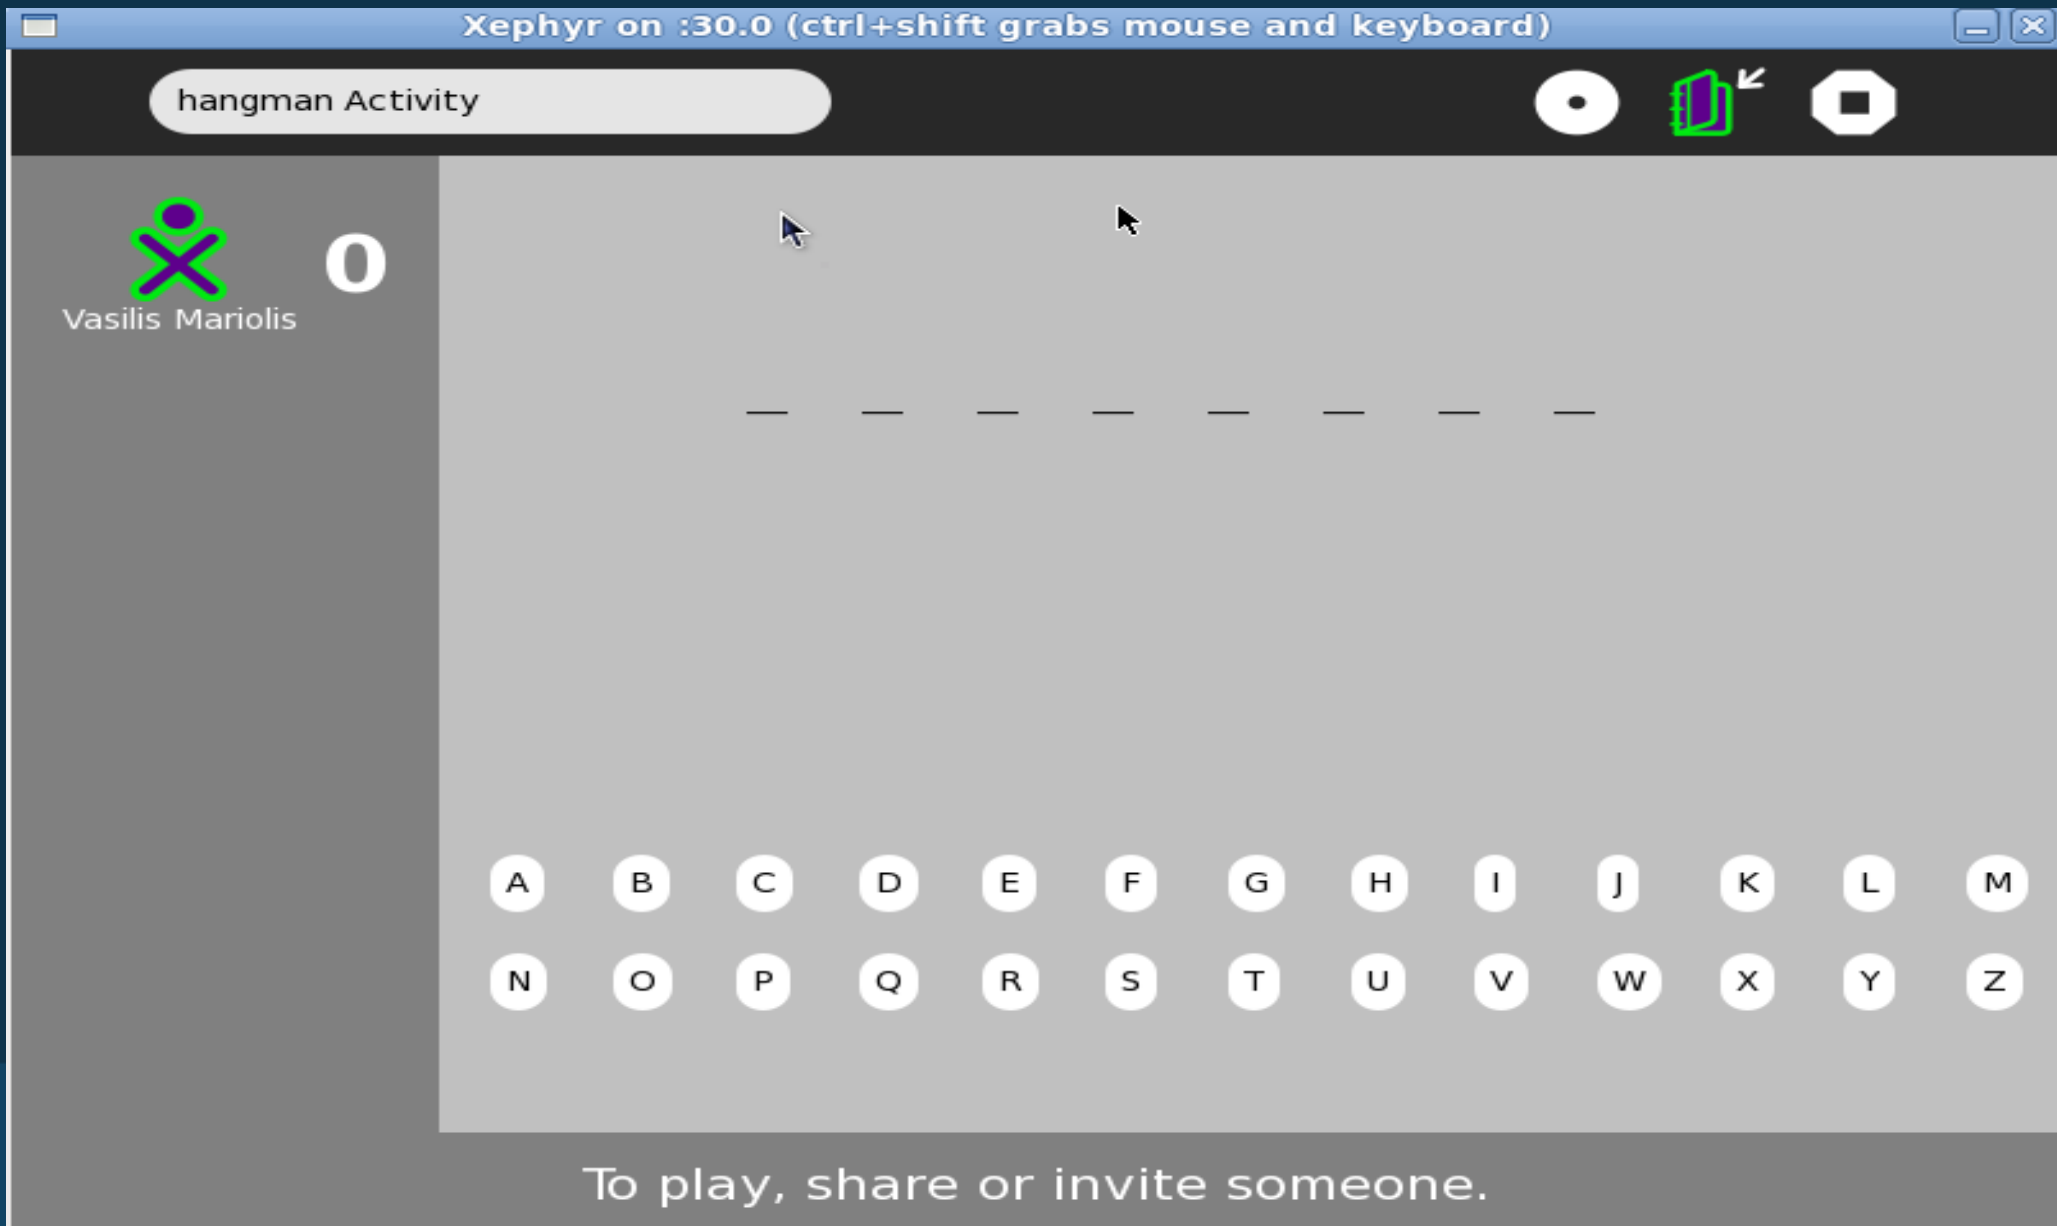 Xephyr on :30.0 (ctrl+shift grabs mouse and keyboard)
hangman Activity
0
Vasilis Mariolis
_ _ _ _ _ _ _ _
A B C D E F G H I J K L M
N O P Q R S T U V W X Y Z
To play, share or invite someone.